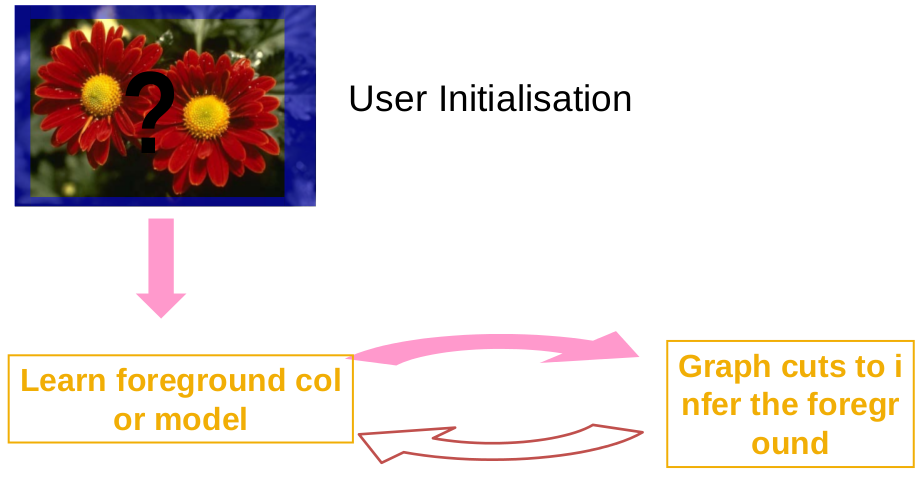 ?
User Initialisation
Learn foreground col
or model
Graph cuts to i
nfer the foregr
ound